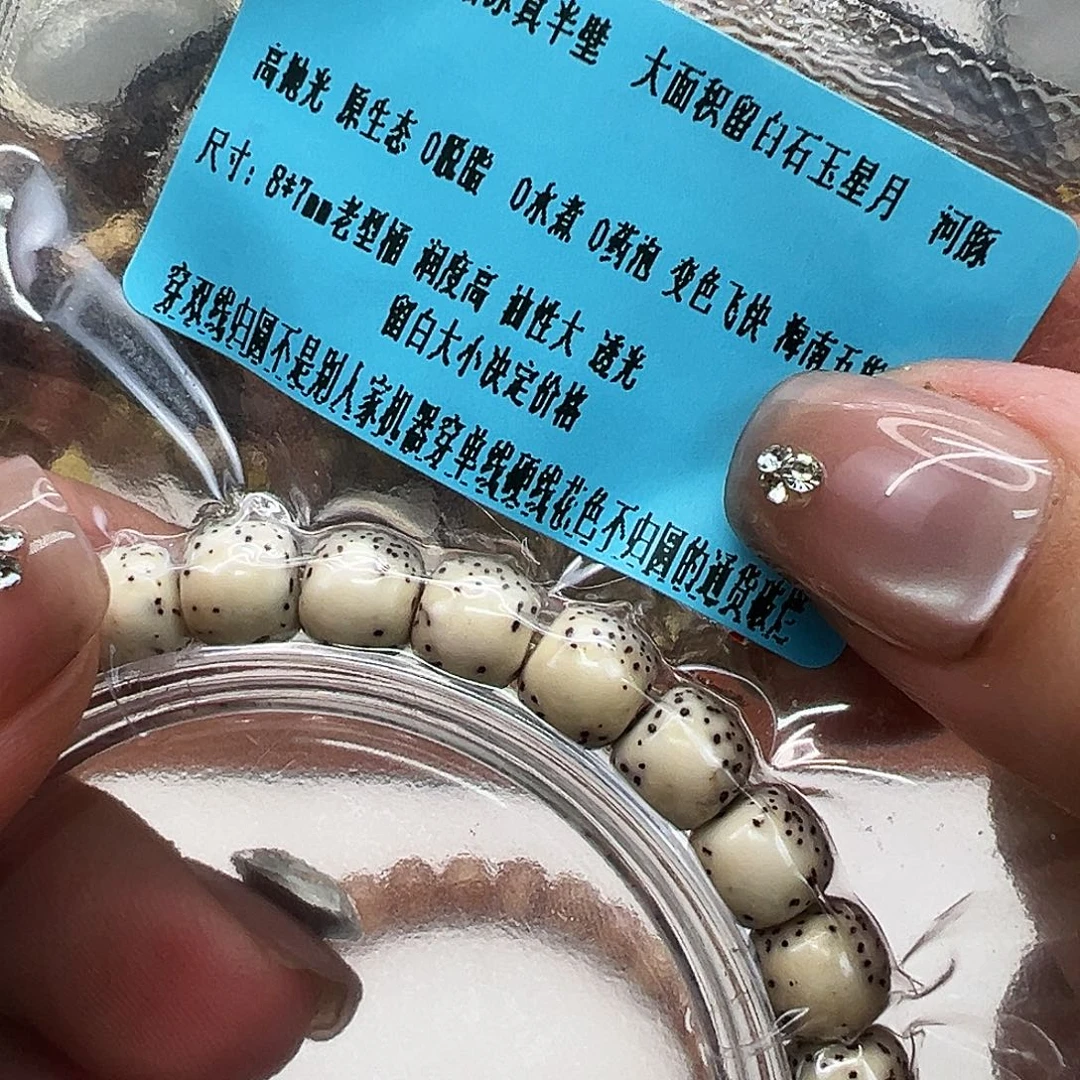 真半壁 大面积留白石玉星月 河豚
高抛光 原生态 0脱脂 0水煮 0药泡 变色飞快 海南五
尺寸：8*7mm老型桶 润度高 油性大 透光
留白大小决定价格
穿双线归圆不是别人家机器穿单线硬线花色不归圆的通货破烂